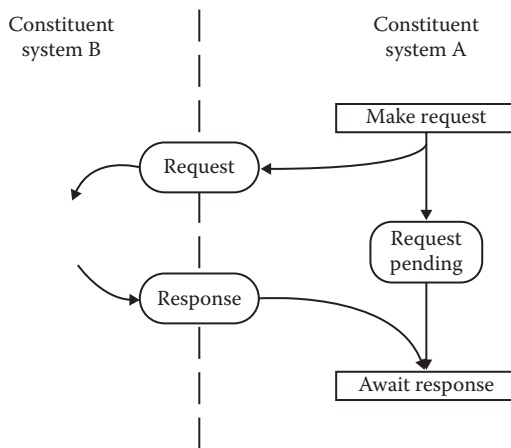 Constituent
system B
Constituent
system A
Make request
Request
Request
pending
Response
Await response